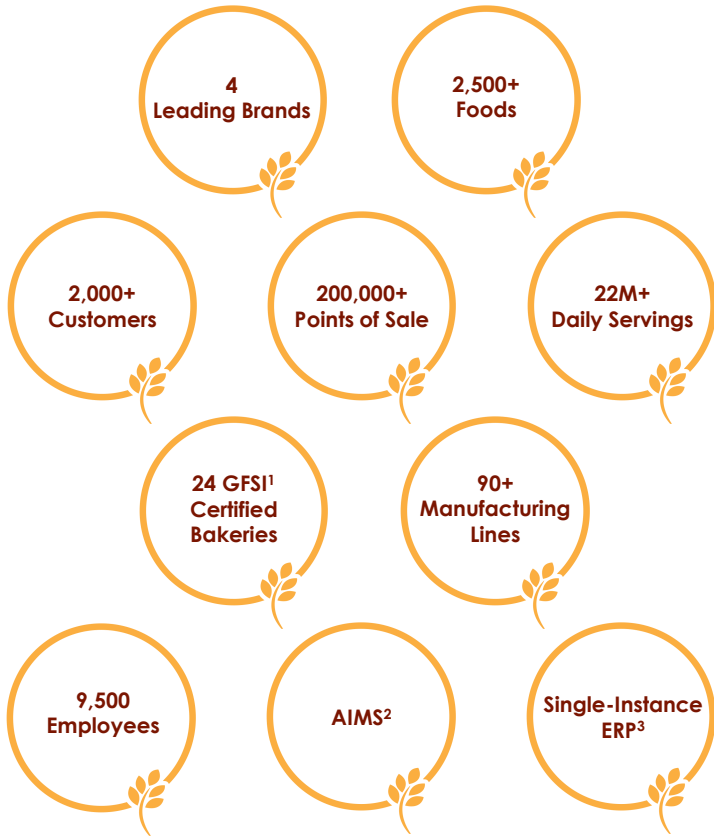 4
Leading Brands
2,500+
Foods
2,000+
Customers
200,000+
Points of Sale
22M+
Daily Servings
24 GFSI¹
Certified
Bakeries
90+
Manufacturing
Lines
9,500
Employees
AIMS²
Single-Instance
ERP³